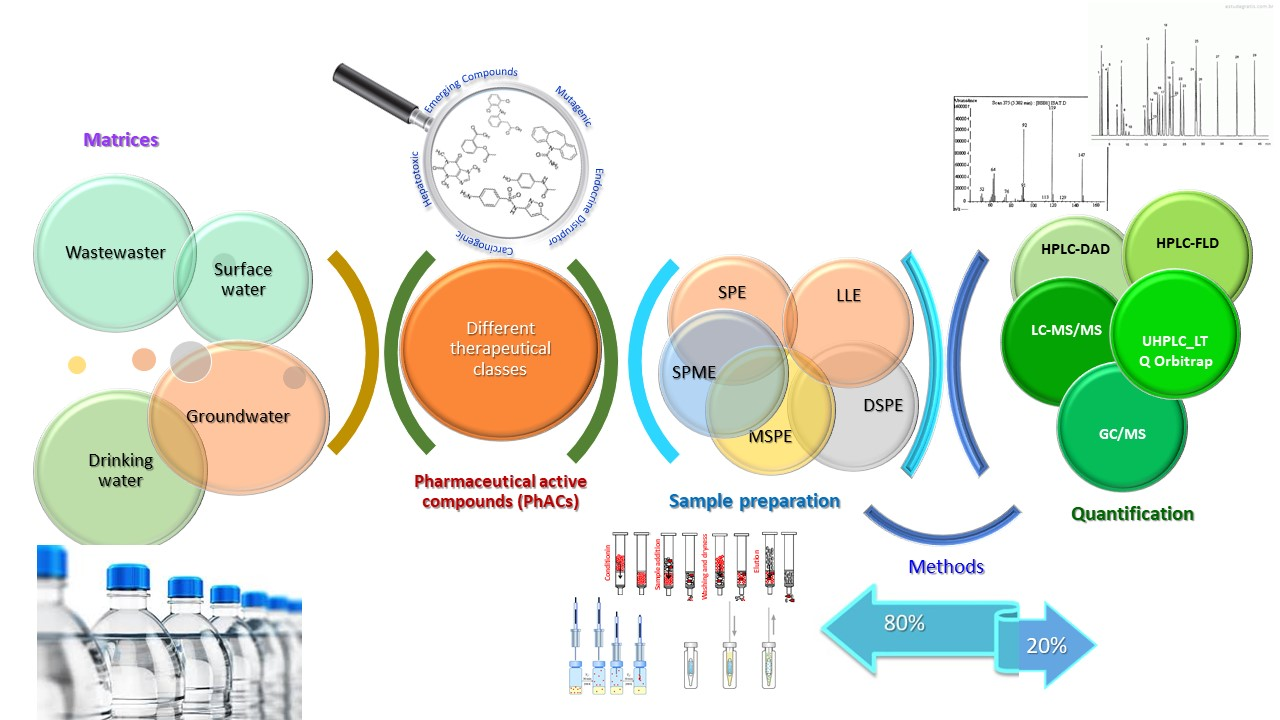 Matrices
Wastewaster
Surface
water
Groundwater
Drinking
water
Emerging Compounds
Mutagenic
Endocrine Disruptor
Carcinogenic
Hepatotoxic
Different
therapeutical
classes
Pharmaceutical active
compounds (PhACs)
SPE
LLE
SPME
DSPE
MSPE
Sample preparation
Conditionin
Sample addition
Washing and dryness
Elution
HPLC-DAD
HPLC-FLD
LC-MS/MS
UHPLC_LT
Q Orbitrap
GC/MS
Quantification
Methods
80%
20%